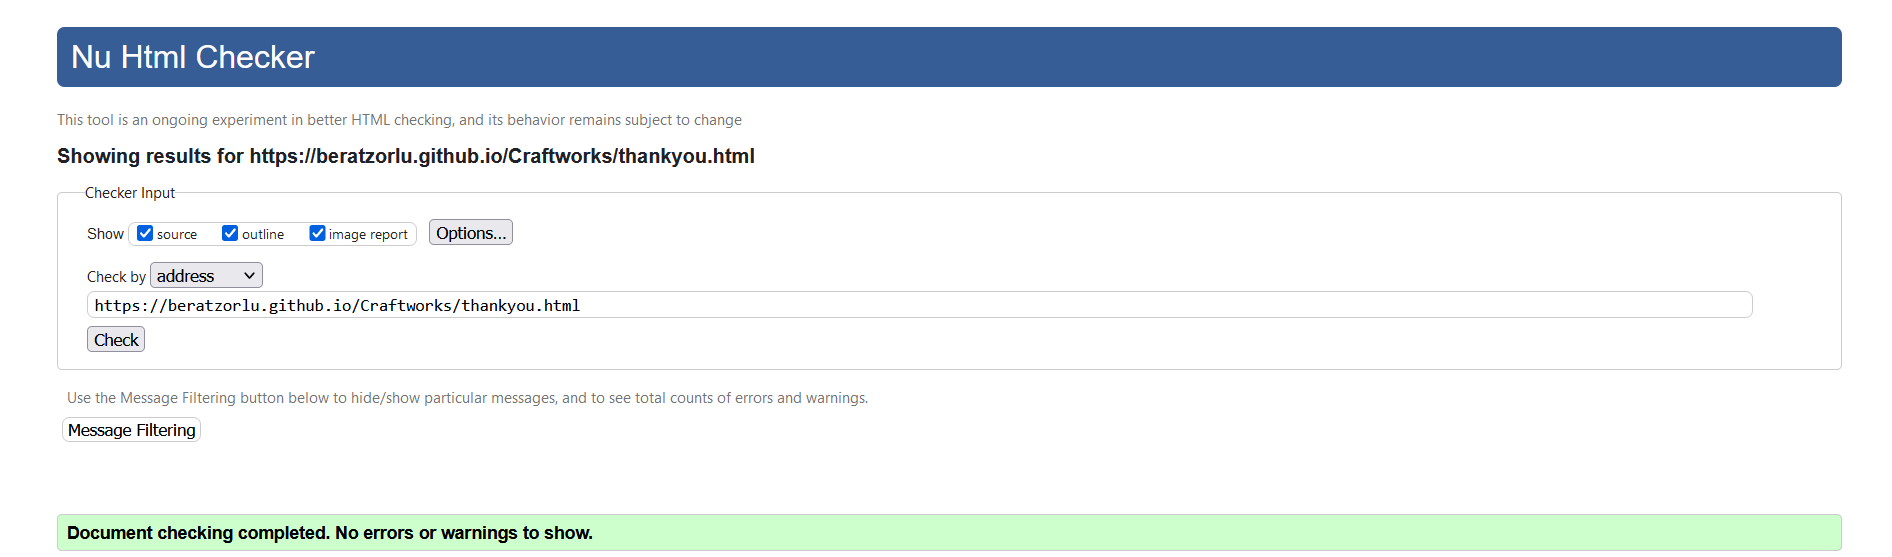 Nu Html Checker
This tool is an ongoing experiment in better HTML checking, and its behavior remains subject to change
Showing results for https://beratzorlu.github.io/Craftworks/thankyou.html
Checker Input
Show source outline image report Options...
Check by address
https://beratzorlu.github.io/Craftworks/thankyou.html
Check
Use the Message Filtering button below to hide/show particular messages, and to see total counts of errors and warnings.
Message Filtering
Document checking completed. No errors or warnings to show.